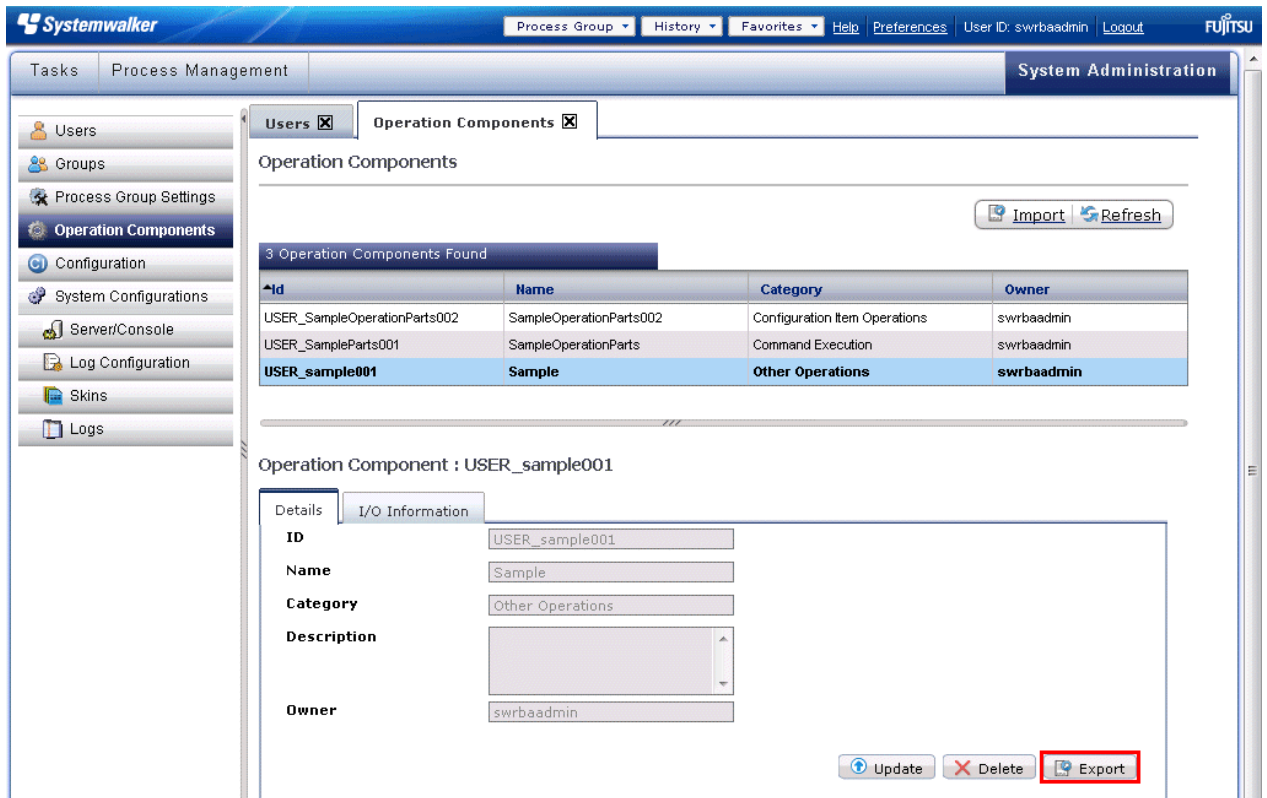 Systemwalker Process Group History Favorites Help Preferences User ID: swrbaadmin Logout FUJITSU
Tasks Process Management System Administration
Users
Groups
Process Group Settings
Operation Components
Configuration
System Configurations
Server/Console
Log Configuration
Skins
Logs
Users Operation Components
Operation Components
Import Refresh
3 Operation Components Found
Id Name Category Owner
USER_SampleOperationParts002 SampleOperationParts002 Configuration Item Operations swrbaadmin
USER_SampleParts001 SampleOperationParts Command Execution swrbaadmin
USER_sample001 Sample Other Operations swrbaadmin
Operation Component : USER_sample001
Details I/O Information
ID USER_sample001
Name Sample
Category Other Operations
Description
Owner swrbaadmin
Update Delete Export